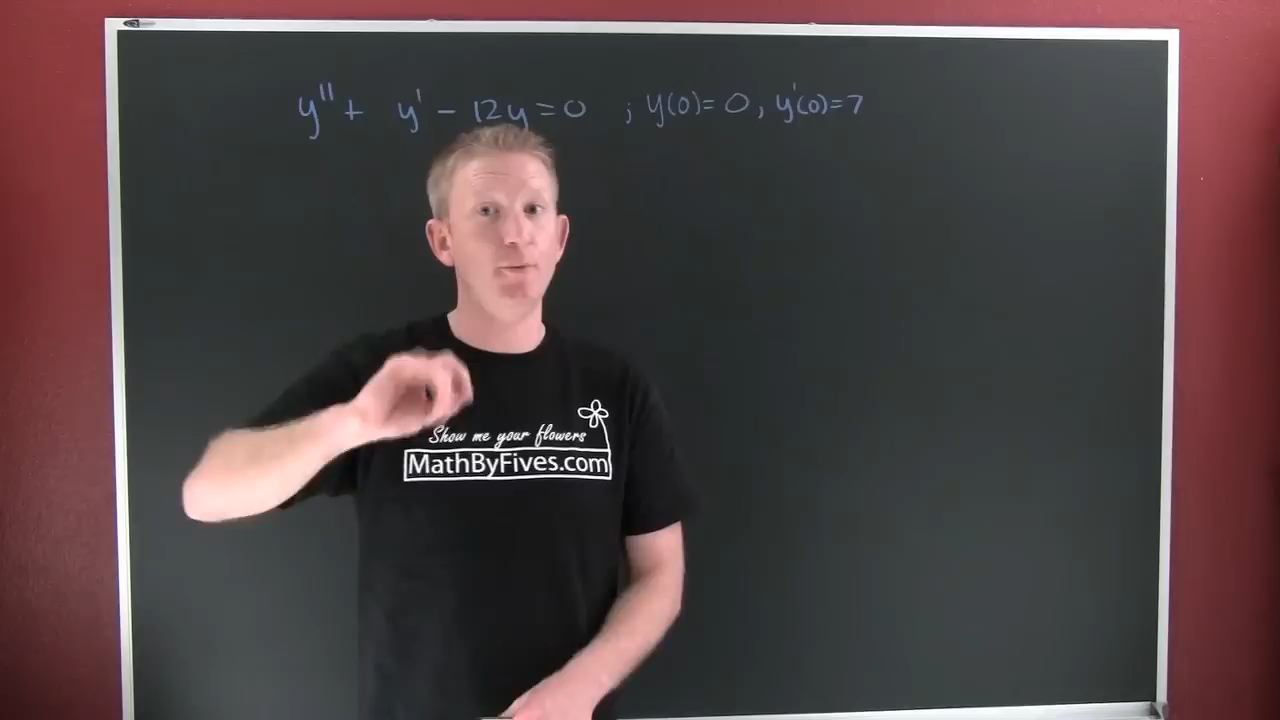 y'' + y' - 12y = 0 ; y(0) = 0, y'(0) = 7
Show me your flowers
MathByFives.com